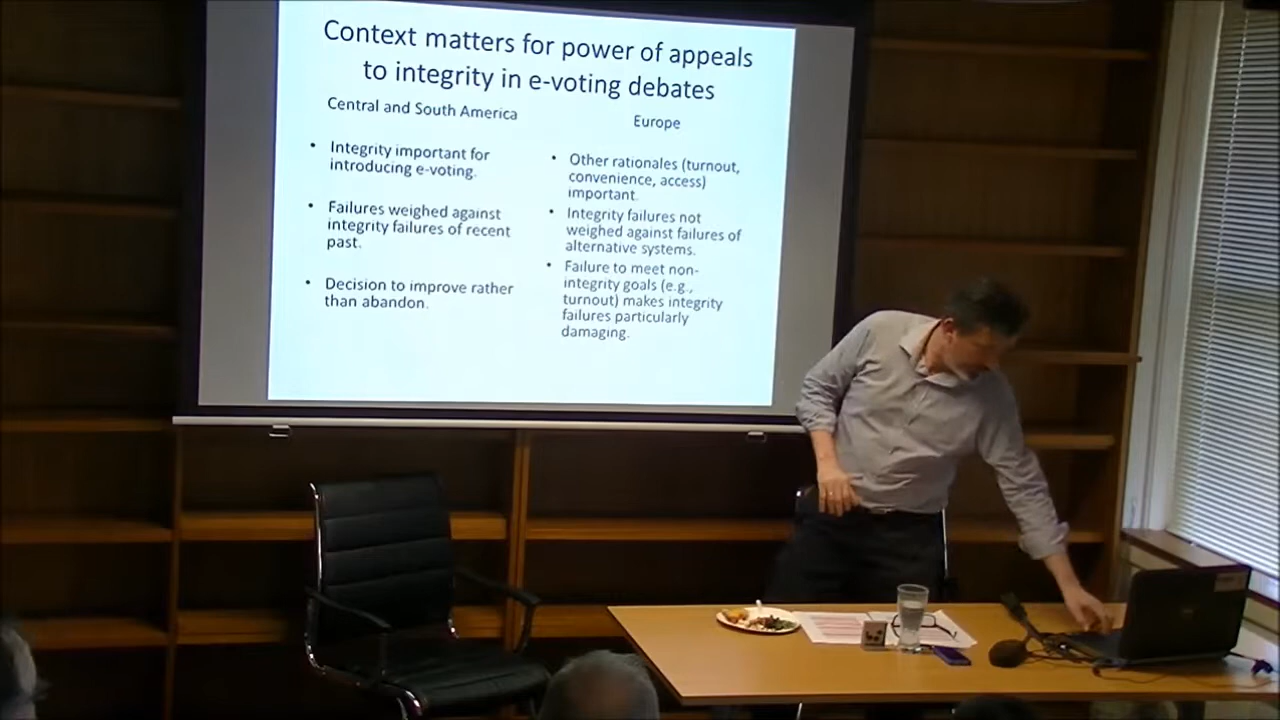 Context matters for power of appeals
to integrity in e-voting debates
Central and South America
• Integrity important for
introducing e-voting.
• Failures weighed against
integrity failures of recent
past.
• Decision to improve rather
than abandon.
Europe
• Other rationales (turnout,
convenience, access)
important.
• Integrity failures not
weighed against failures of
alternative systems.
• Failure to meet non-
integrity goals (e.g.,
turnout) makes integrity
failures particularly
damaging.